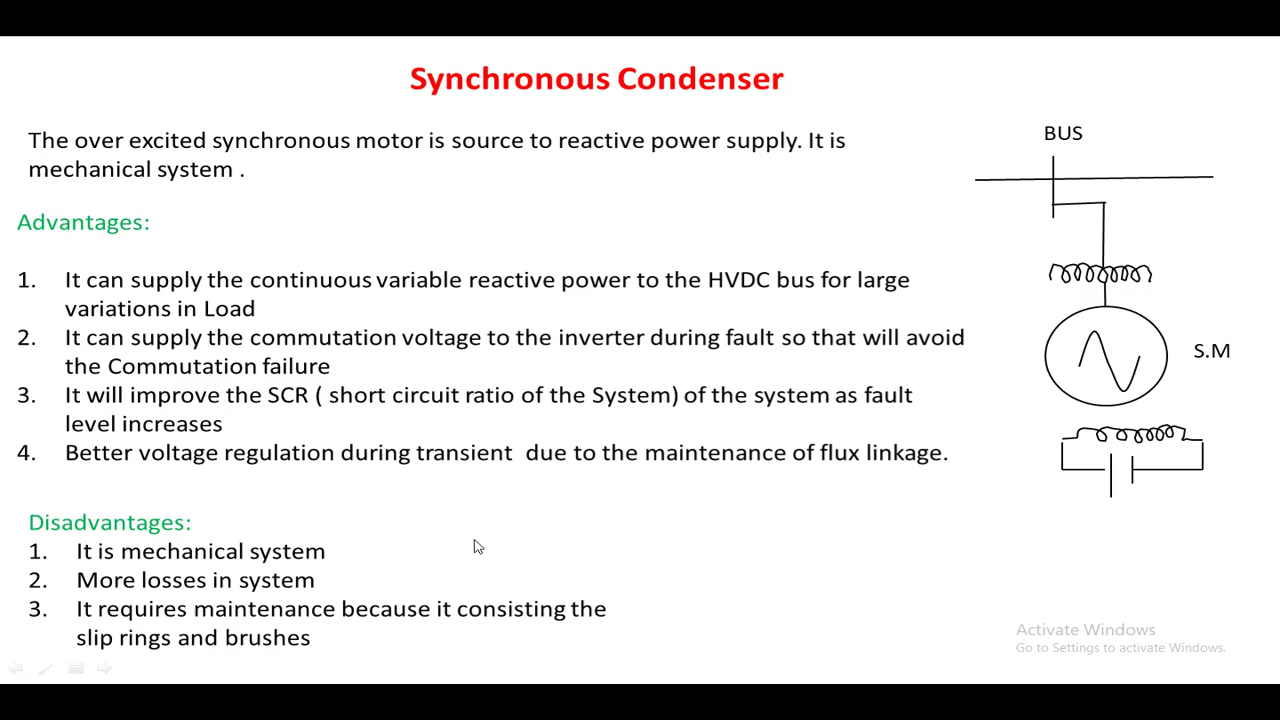 Synchronous Condenser
The over excited synchronous motor is source to reactive power supply. It is
mechanical system .
BUS
Advantages:
1. It can supply the continuous variable reactive power to the HVDC bus for large
variations in Load
2. It can supply the commutation voltage to the inverter during fault so that will avoid
the Commutation failure
3. It will improve the SCR ( short circuit ratio of the System) of the system as fault
level increases
4. Better voltage regulation during transient  due to the maintenance of flux linkage.
S.M
Disadvantages:
1. It is mechanical system
2. More losses in system
3. It requires maintenance because it consisting the
slip rings and brushes
Activate Windows
Go to Settings to activate Windows.